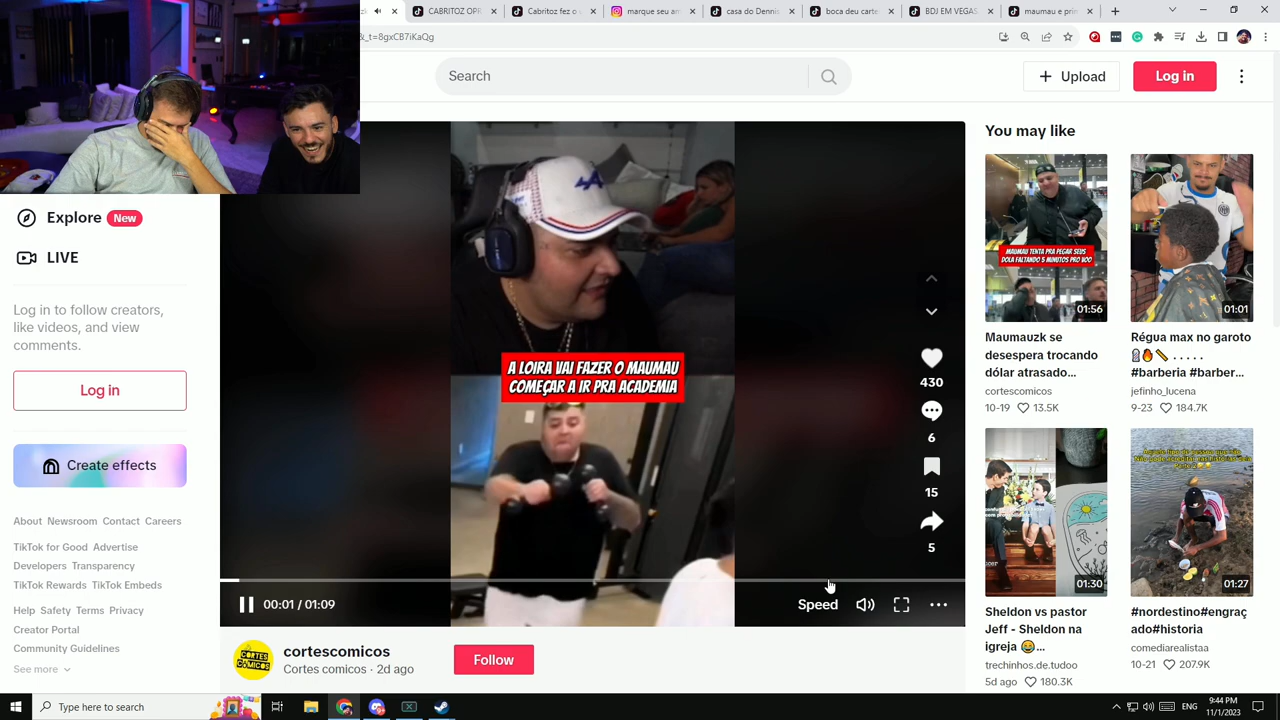 CABRITOZ OPR
Cabritoz fez o
marque seu am
casa do Dennis
boca deu carte
BDJ EM VEGAS
maumau e prim
_t=8gxCB7iKaQg
Search
Upload
Log in
Explore New
LIVE
Log in to follow creators,
like videos, and view
comments.
Log in
Create effects
About Newsroom Contact Careers
TikTok for Good Advertise
Developers Transparency
TikTok Rewards TikTok Embeds
Help Safety Terms Privacy
Creator Portal
Community Guidelines
See more
A LOIRA VAI FAZER O MAUMAU
COMEÇAR A IR PRA ACADEMIA
430
6
15
5
00:01 / 01:09
Speed
cortescomicos
Cortes comicos · 2d ago
Follow
CORTES
COMICOS
You may like
MAUMAU TENTA PRA PEGAR SEUS
DOLA FALTANDO 5 MINUTOS PRO VOO
01:56
Maumauzk se
desespera trocando
dólar atrasado...
cortescomicos
10-19 13.5K
01:01
Régua max no garoto
. . . . .
#barberia #barber...
jefinho_lucena
9-23 184.7K
01:30
Sheldon vs pastor
Jeff - Sheldon na
igreja 😂...
trechinhos.de.tudoo
5d ago 180.3K
01:27
#nordestino#engraç
ado#historia
comediarealistaa
10-21 207.9K
Type here to search
ENG
9:44 PM
11/1/2023